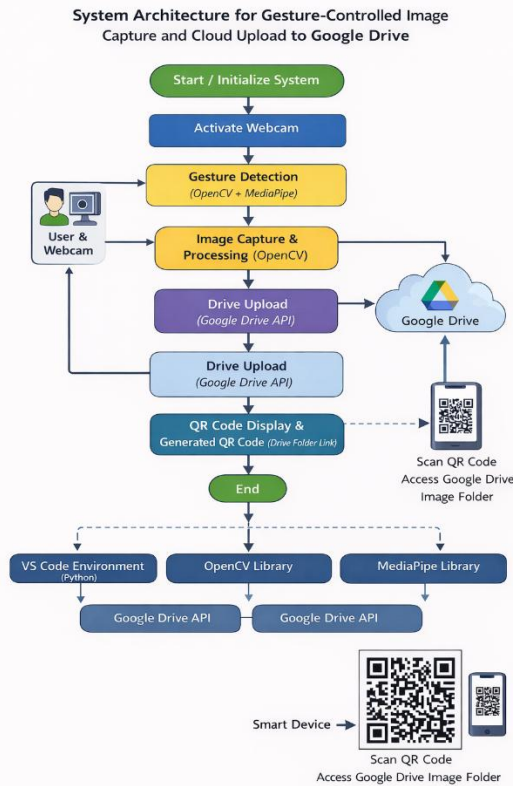 System Architecture for Gesture-Controlled Image
Capture and Cloud Upload to Google Drive
Start / Initialize System
Activate Webcam
Gesture Detection
(OpenCV + MediaPipe)
User &
Webcam
Image Capture &
Processing (OpenCV)
Drive Upload
(Google Drive API)
Google Drive
Drive Upload
(Google Drive API)
QR Code Display &
Generated QR Code (Drive Folder Link)
Scan QR Code
Access Google Drive
Image Folder
End
VS Code Environment
(Python)
OpenCV Library
MediaPipe Library
Google Drive API
Google Drive API
Smart Device
Scan QR Code
Access Google Drive Image Folder